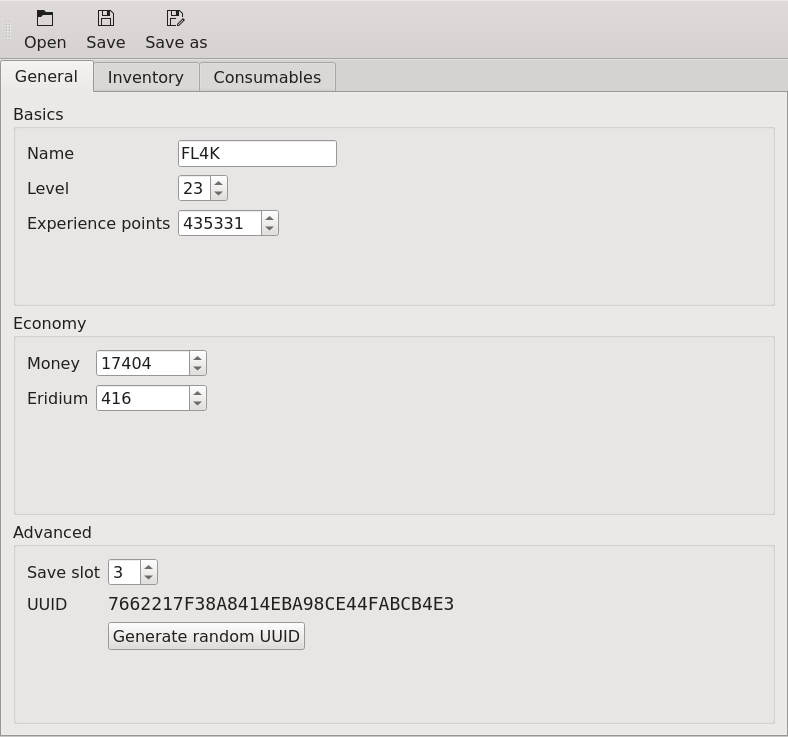 Open Save Save as
General Inventory Consumables
Basics
Name FL4K
Level 23
Experience points 435331
Economy
Money 17404
Eridium 416
Advanced
Save slot 3
UUID 7662217F38A8414EBA98CE44FABCB4E3
Generate random UUID